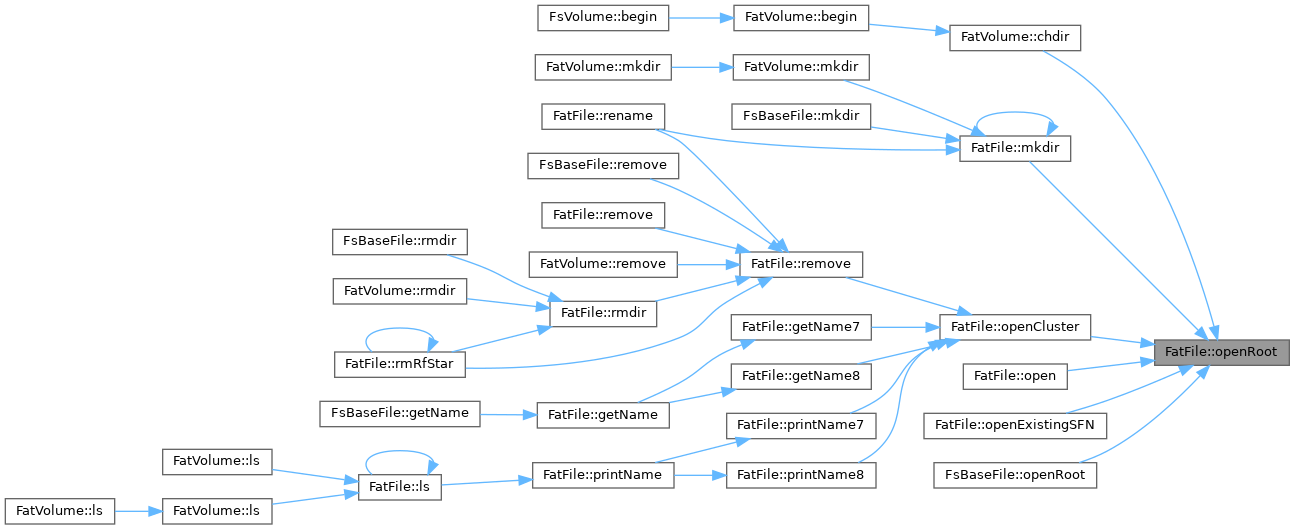 FsVolume::begin
FatVolume::begin
FatVolume::chdir
FatVolume::mkdir
FatVolume::mkdir
FatFile::rename
FsBaseFile::mkdir
FatFile::mkdir
FsBaseFile::remove
FatFile::remove
FsBaseFile::rmdir
FatVolume::remove
FatFile::remove
FatVolume::rmdir
FatFile::rmdir
FatFile::getName7
FatFile::openCluster
FatFile::rmRfStar
FatFile::openRoot
FatFile::getName8
FatFile::open
FsBaseFile::getName
FatFile::getName
FatFile::printName7
FatFile::openExistingSFN
FatVolume::ls
FatFile::ls
FatFile::printName
FatFile::printName8
FsBaseFile::openRoot
FatVolume::ls
FatVolume::ls